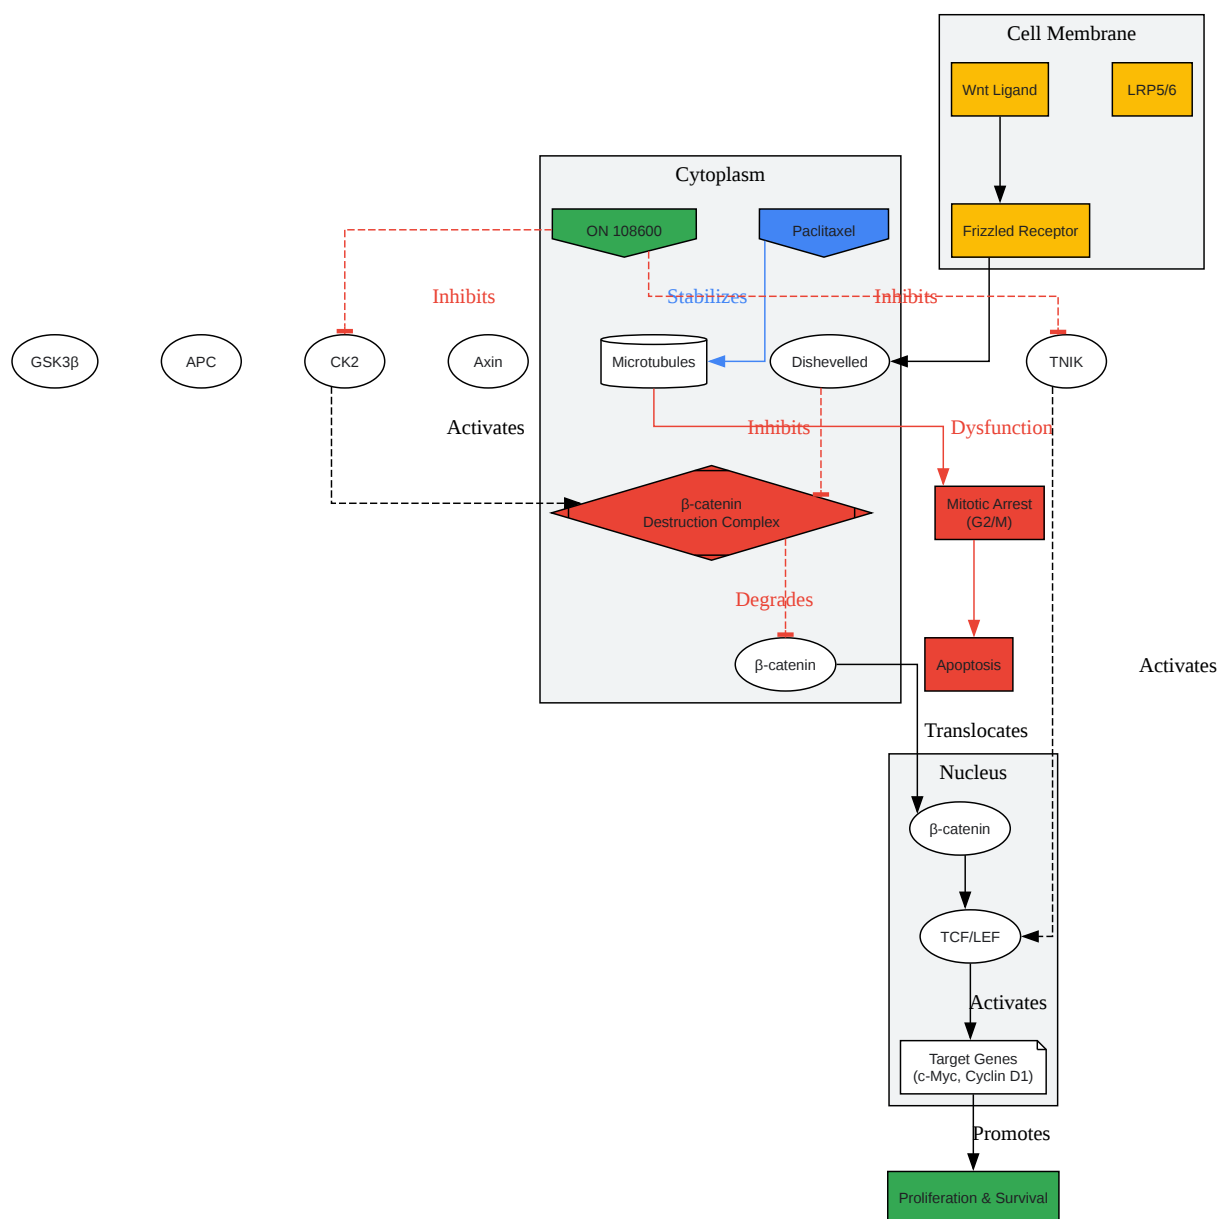 Cell Membrane
Wnt Ligand
LRP5/6
Cytoplasm
ON 108600
Paclitaxel
Frizzled Receptor
Inhibits
Stabilizes
Inhibits
GSK3β
APC
CK2
Axin
Microtubules
Dishevelled
TNIK
Activates
Inhibits
Dysfunction
β-catenin
Destruction Complex
Mitotic Arrest
(G2/M)
Degrades
β-catenin
Apoptosis
Activates
Translocates
Nucleus
β-catenin
TCF/LEF
Activates
Target Genes
(c-Myc, Cyclin D1)
Promotes
Proliferation & Survival